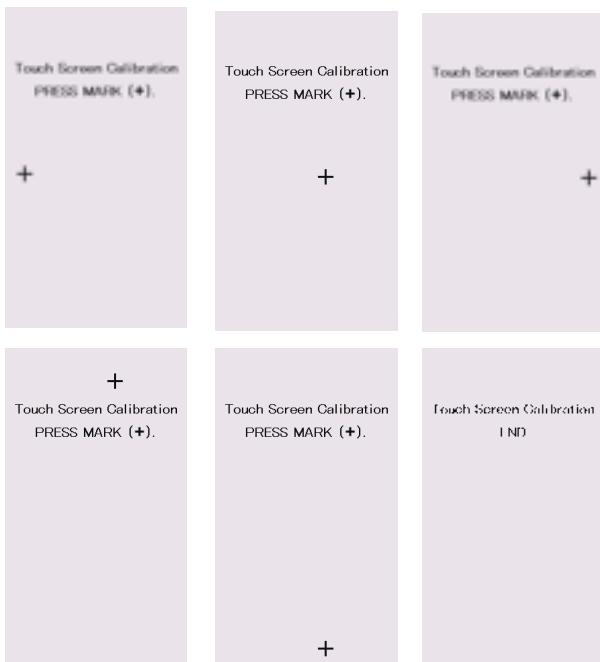 Touch Screen Calibration
PRESS MARK (+).
+
Touch Screen Calibration
PRESS MARK (+).
+
Touch Screen Calibration
PRESS MARK (+).
+
+
Touch Screen Calibration
PRESS MARK (+).
Touch Screen Calibration
PRESS MARK (+).
+
Touch Screen Calibration
END